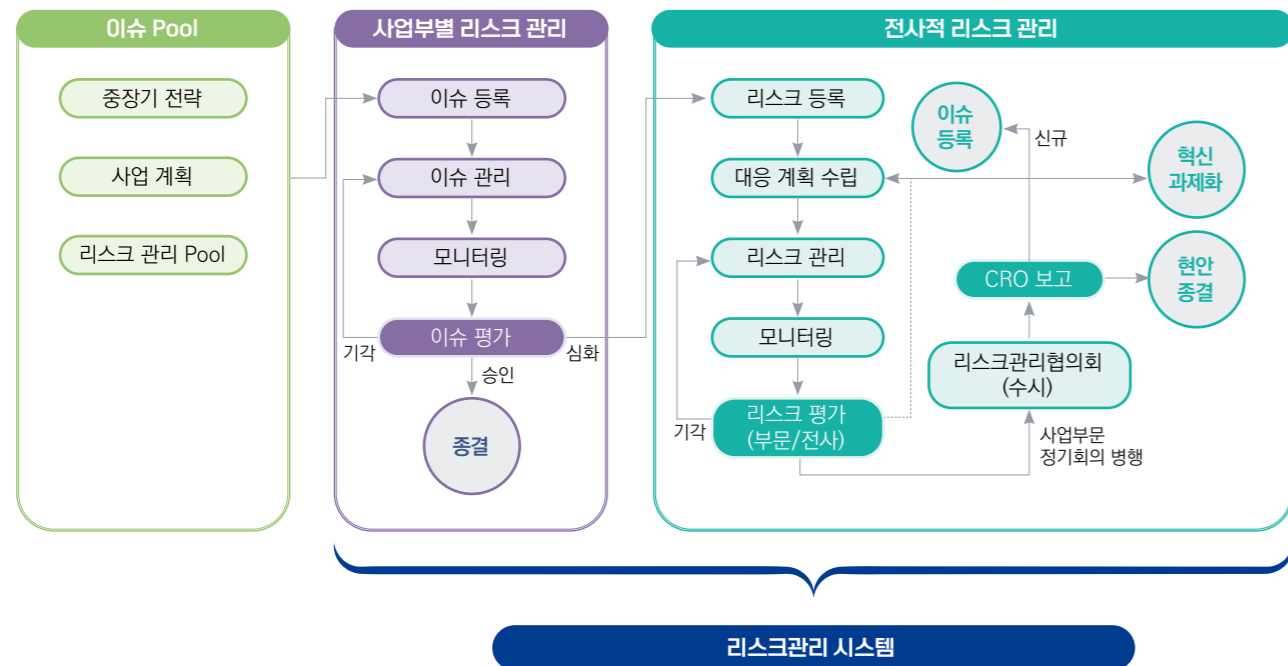 이슈 Pool
중장기 전략
사업 계획
리스크 관리 Pool
사업부별 리스크 관리
이슈 등록
이슈 관리
모니터링
이슈 평가
기각
심화
승인
종결
전사적 리스크 관리
리스크 등록
대응 계획 수립
리스크 관리
모니터링
리스크 평가
(부문/전사)
기각
이슈
등록
신규
혁신
과제화
CRO 보고
현안
종결
리스크관리협의회
(수시)
사업부문
정기회의 병행
리스크관리 시스템